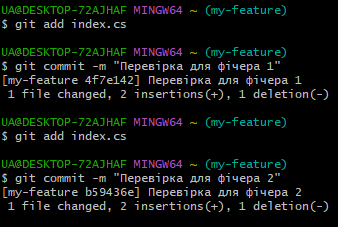 UA@DESKTOP-72AJHAF MINGW64 ~ (my-feature)
$ git add index.cs
UA@DESKTOP-72AJHAF MINGW64 ~ (my-feature)
$ git commit -m "Перевірка для фічера 1"
[my-feature 4f7e142] Перевірка для фічера 1
 1 file changed, 2 insertions(+), 1 deletion(-)
UA@DESKTOP-72AJHAF MINGW64 ~ (my-feature)
$ git add index.cs
UA@DESKTOP-72AJHAF MINGW64 ~ (my-feature)
$ git commit -m "Перевірка для фічера 2"
[my-feature b59436e] Перевірка для фічера 2
 1 file changed, 2 insertions(+), 1 deletion(-)